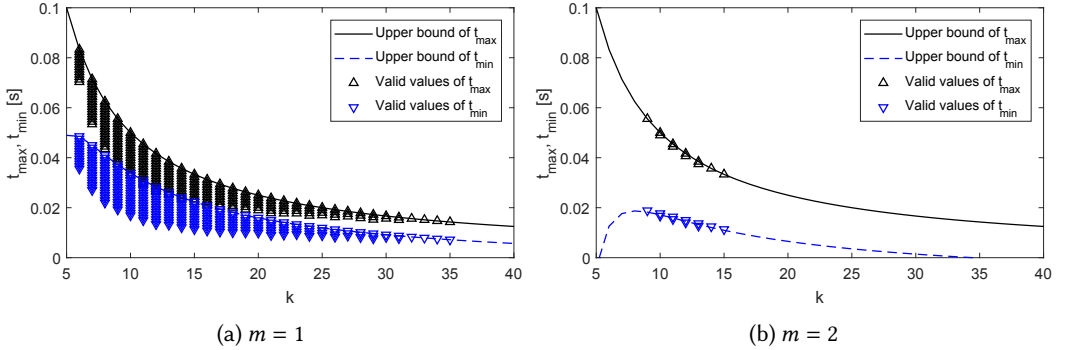 0.1
0.08
0.06
0.04
0.02
0
t_max, t_min [s]
5 10 15 20 25 30 35 40
k
Upper bound of t_max
Upper bound of t_min
Valid values of t_max
Valid values of t_min
(a) m = 1
0.1
0.08
0.06
0.04
0.02
0
t_max, t_min [s]
5 10 15 20 25 30 35 40
k
Upper bound of t_max
Upper bound of t_min
Valid values of t_max
Valid values of t_min
(b) m = 2